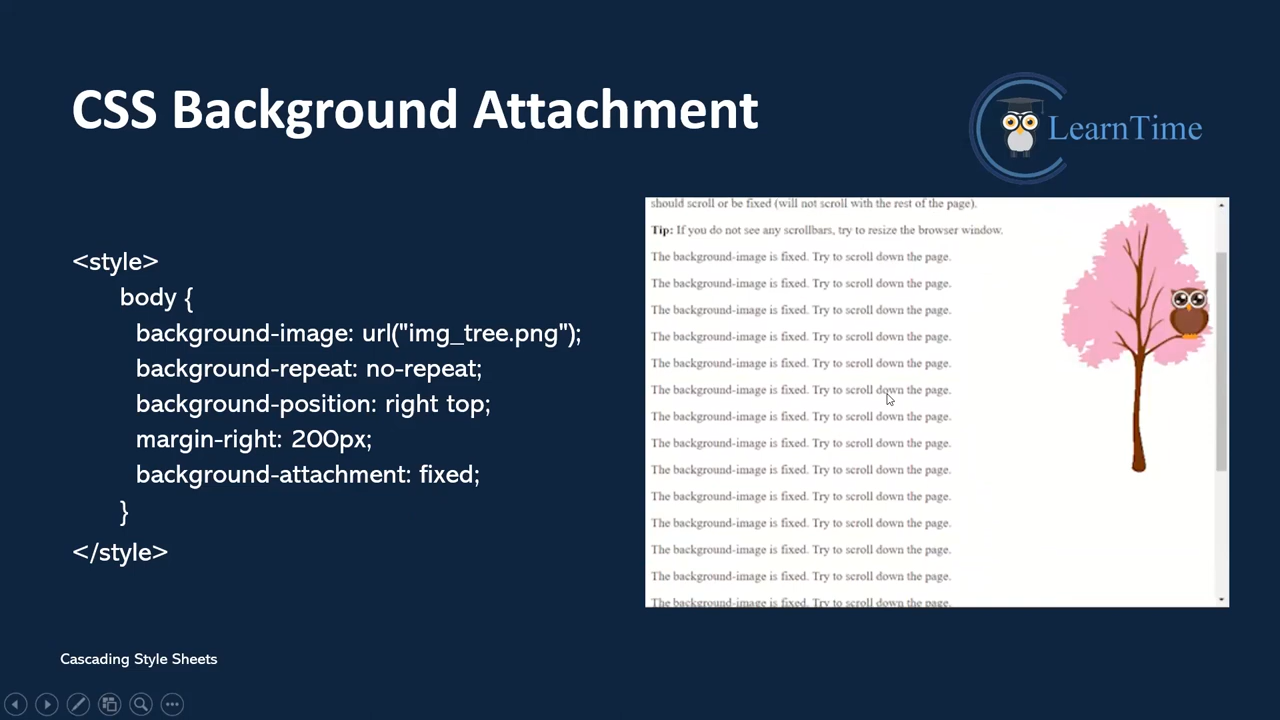 CSS Background Attachment
LearnTime
<style>
body {
background-image: url("img_tree.png");
background-repeat: no-repeat;
background-position: right top;
margin-right: 200px;
background-attachment: fixed;
}
</style>
should scroll or be fixed (will not scroll with the rest of the page).
Tip: If you do not see any scrollbars, try to resize the browser window.
The background-image is fixed. Try to scroll down the page.
The background-image is fixed. Try to scroll down the page.
The background-image is fixed. Try to scroll down the page.
The background-image is fixed. Try to scroll down the page.
The background-image is fixed. Try to scroll down the page.
The background-image is fixed. Try to scroll down the page.
The background-image is fixed. Try to scroll down the page.
The background-image is fixed. Try to scroll down the page.
The background-image is fixed. Try to scroll down the page.
The background-image is fixed. Try to scroll down the page.
The background-image is fixed. Try to scroll down the page.
The background-image is fixed. Try to scroll down the page.
The background-image is fixed. Try to scroll down the page.
The background-image is fixed. Try to scroll down the page.
Cascading Style Sheets